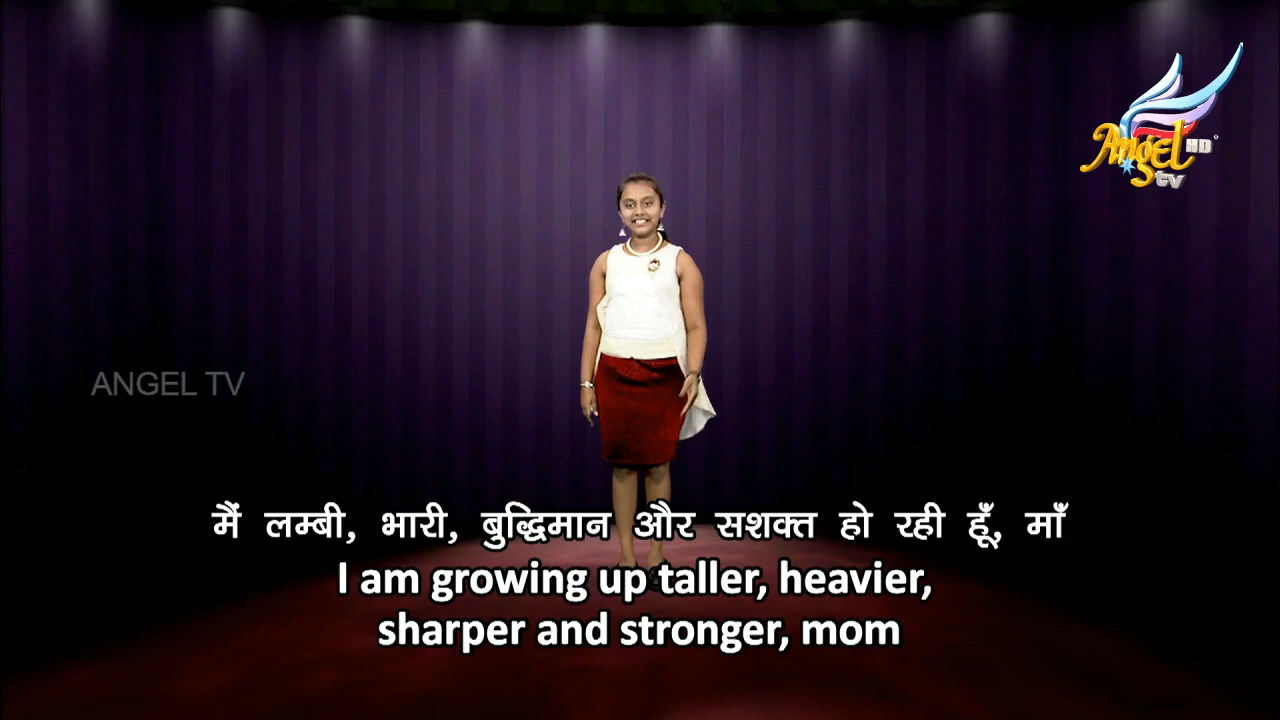 Angel HD
tv
ANGEL TV
मैं लम्बी, भारी, बुद्धिमान और सशक्त हो रही हूँ, माँ
I am growing up taller, heavier,
sharper and stronger, mom